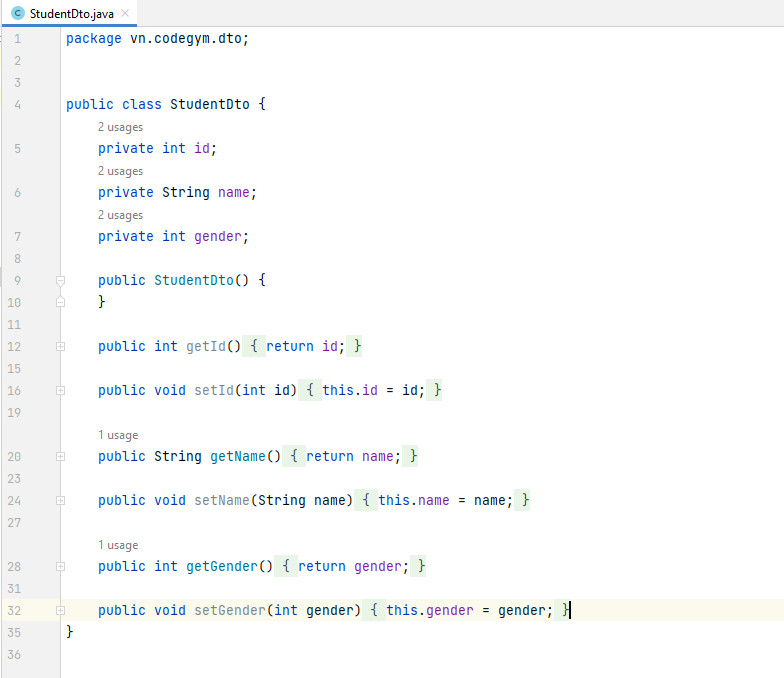 StudentDto.java
1 package vn.codegym.dto;
2
3
4 public class StudentDto {
2 usages
5 private int id;
2 usages
6 private String name;
2 usages
7 private int gender;
8
9 public StudentDto() {
10 }
11
12 public int getId() { return id; }
15
16 public void setId(int id) { this.id = id; }
19
1 usage
20 public String getName() { return name; }
23
24 public void setName(String name) { this.name = name; }
27
1 usage
28 public int getGender() { return gender; }
31
32 public void setGender(int gender) { this.gender = gender; }
35 }
36